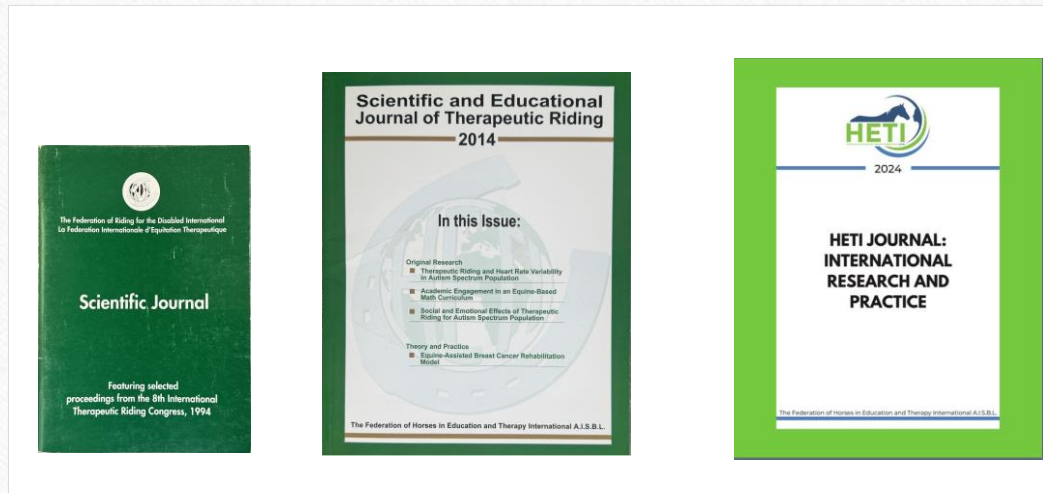 The Federation of Riding for the Disabled International
La Federation Internationale d'Equitation Therapeutique
Scientific Journal
Featuring selected
proceedings from the 8th International
Therapeutic Riding Congress, 1994
Scientific and Educational
Journal of Therapeutic Riding
2014
In this Issue:
Original Research
Therapeutic Riding and Heart Rate Variability
in Autism Spectrum Population
Academic Engagement in an Equine-Based
Math Curriculum
Social and Emotional Effects of Therapeutic
Riding for Autism Spectrum Population
Theory and Practice
Equine-Assisted Breast Cancer Rehabilitation
Model
The Federation of Horses in Education and Therapy International A.I.S.B.L.
HETI
2024
HETI JOURNAL:
INTERNATIONAL
RESEARCH AND
PRACTICE
The Federation of Horses in Education and Therapy International A.I.S.B.L.